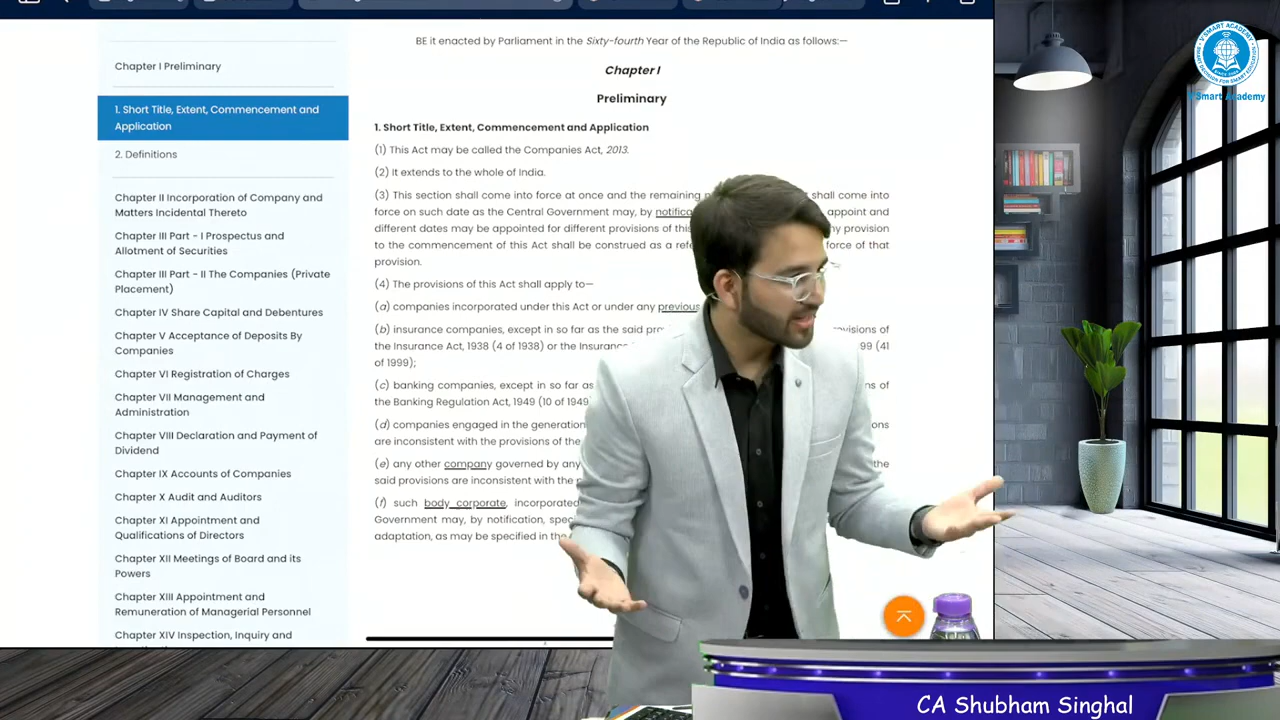 BE it enacted by Parliament in the Sixty-fourth Year of the Republic of India as follows:—
Chapter I
Preliminary
1. Short Title, Extent, Commencement and Application
(1) This Act may be called the Companies Act, 2013.
(2) It extends to the whole of India.
(3) This section shall come into force at once and the remaining shall come into
force on such date as the Central Government may, by appoint and
different dates may be appointed for different provisions of this provision
to the commencement of this Act shall be construed as a force of that
provision.
(4) The provisions of this Act shall apply to—
(a) companies incorporated under this Act or under any previous
(b) insurance companies, except in so far as the said of
the Insurance Act, 1938 (4 of 1938) or the (41
of 1999);
(c) banking companies, except in so far as of the
the Banking Regulation Act, 1949 (10 of 1949
(d) companies engaged in the generation
are inconsistent with the provisions of the
(e) any other company governed by any the
said provisions are inconsistent with the
(f) such body corporate, incorporated
Government may, by notification,
adaptation, as may be specified in the
Chapter I Preliminary
1. Short Title, Extent, Commencement and
Application
2. Definitions
Chapter II Incorporation of Company and
Matters Incidental Thereto
Chapter III Part - I Prospectus and
Allotment of Securities
Chapter III Part - II The Companies (Private
Placement)
Chapter IV Share Capital and Debentures
Chapter V Acceptance of Deposits By
Companies
Chapter VI Registration of Charges
Chapter VII Management and
Administration
Chapter VIII Declaration and Payment of
Dividend
Chapter IX Accounts of Companies
Chapter X Audit and Auditors
Chapter XI Appointment and
Qualifications of Directors
Chapter XII Meetings of Board and its
Powers
Chapter XIII Appointment and
Remuneration of Managerial Personnel
Chapter XIV Inspection, Inquiry and
V SMART ACADEMY
Smart Academy
CA Shubham Singhal